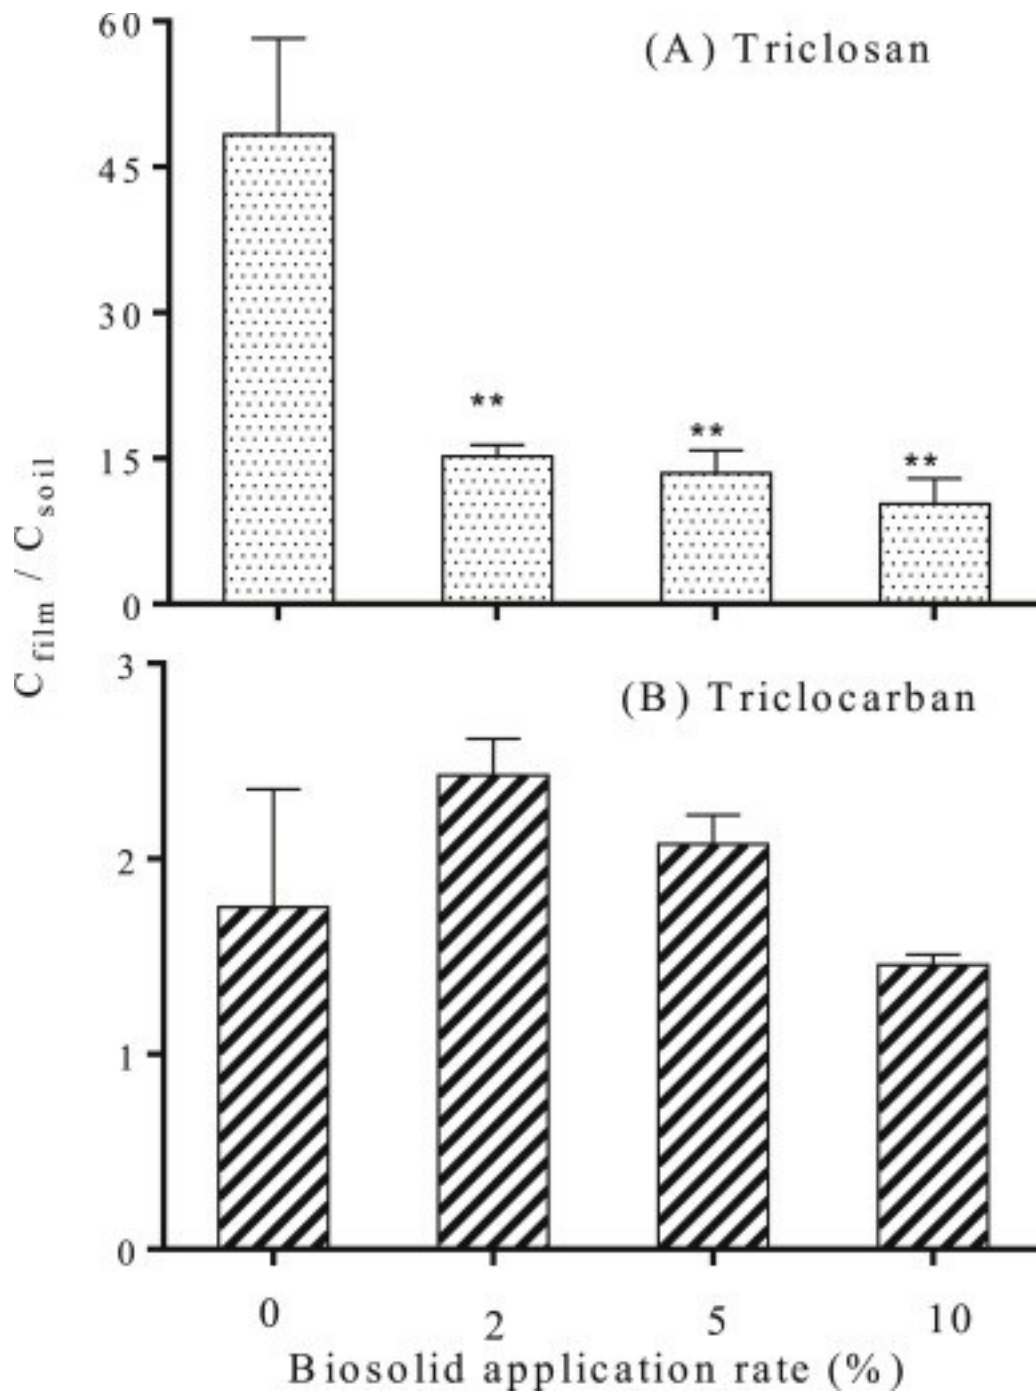 (A) Triclosan
60
45
30
15
0
**
**
**
C film / C soil
(B) Triclocarban
3
2
1
0
0 2 5 10
Biosolid application rate (%)